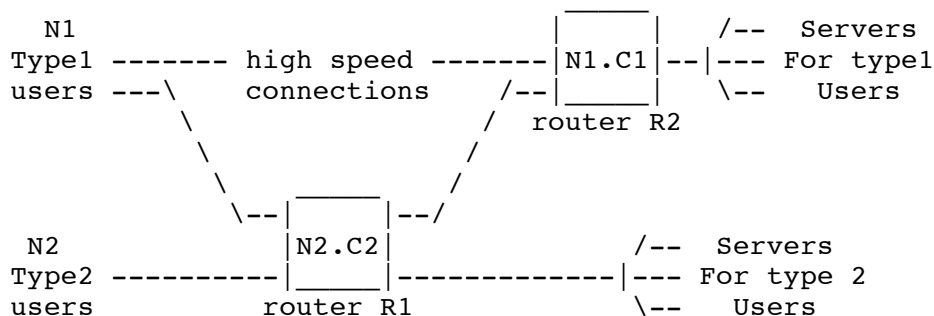 N1
Type1 ------- high speed -------|N1.C1|--|--- For type1
/-- Servers
users ---\ connections /--|_____| \-- Users
router R2
\--| |--/
N2 |N2.C2| /-- Servers
Type2 ----------|_____|-------------|--- For type 2
users router R1 \-- Users